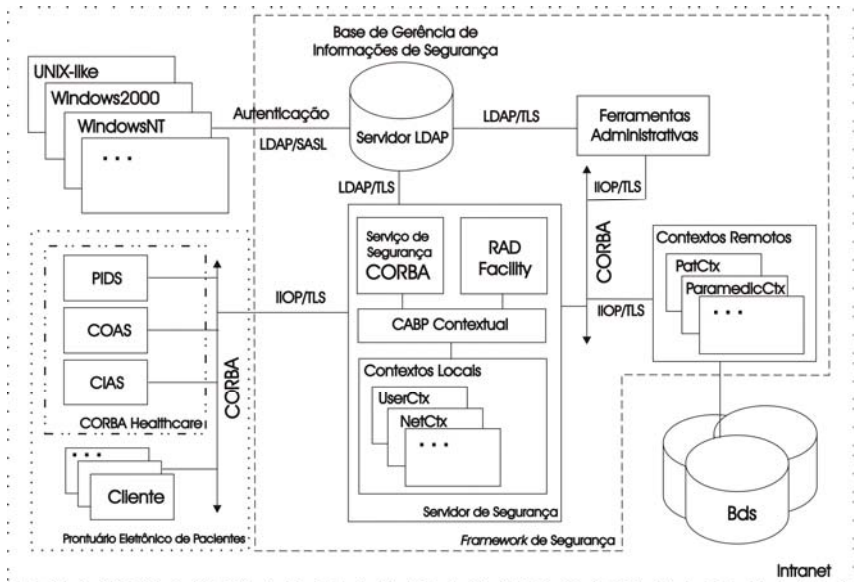 Base de Gerência de
Informações de Segurança
UNIX-like
Windows2000
WindowsNT
...
Autenticação
LDAP/SASL
Servidor LDAP
LDAP/TLS
Ferramentas
Administrativas
LDAP/TLS
IIOP/TLS
CORBA
Serviço de
Segurança
CORBA
RAD
Facility
CABP Contextual
Contextos Locais
UserCtx
NetCtx
...
Servidor de Segurança
Contextos Remotos
PatCtx
ParamedicCtx
...
IIOP/TLS
PIDS
COAS
CIAS
CORBA Healthcare
IIOP/TLS
CORBA
...
Cliente
Prontuário Eletrônico de Pacientes
Framework de Segurança
Bds
Intranet